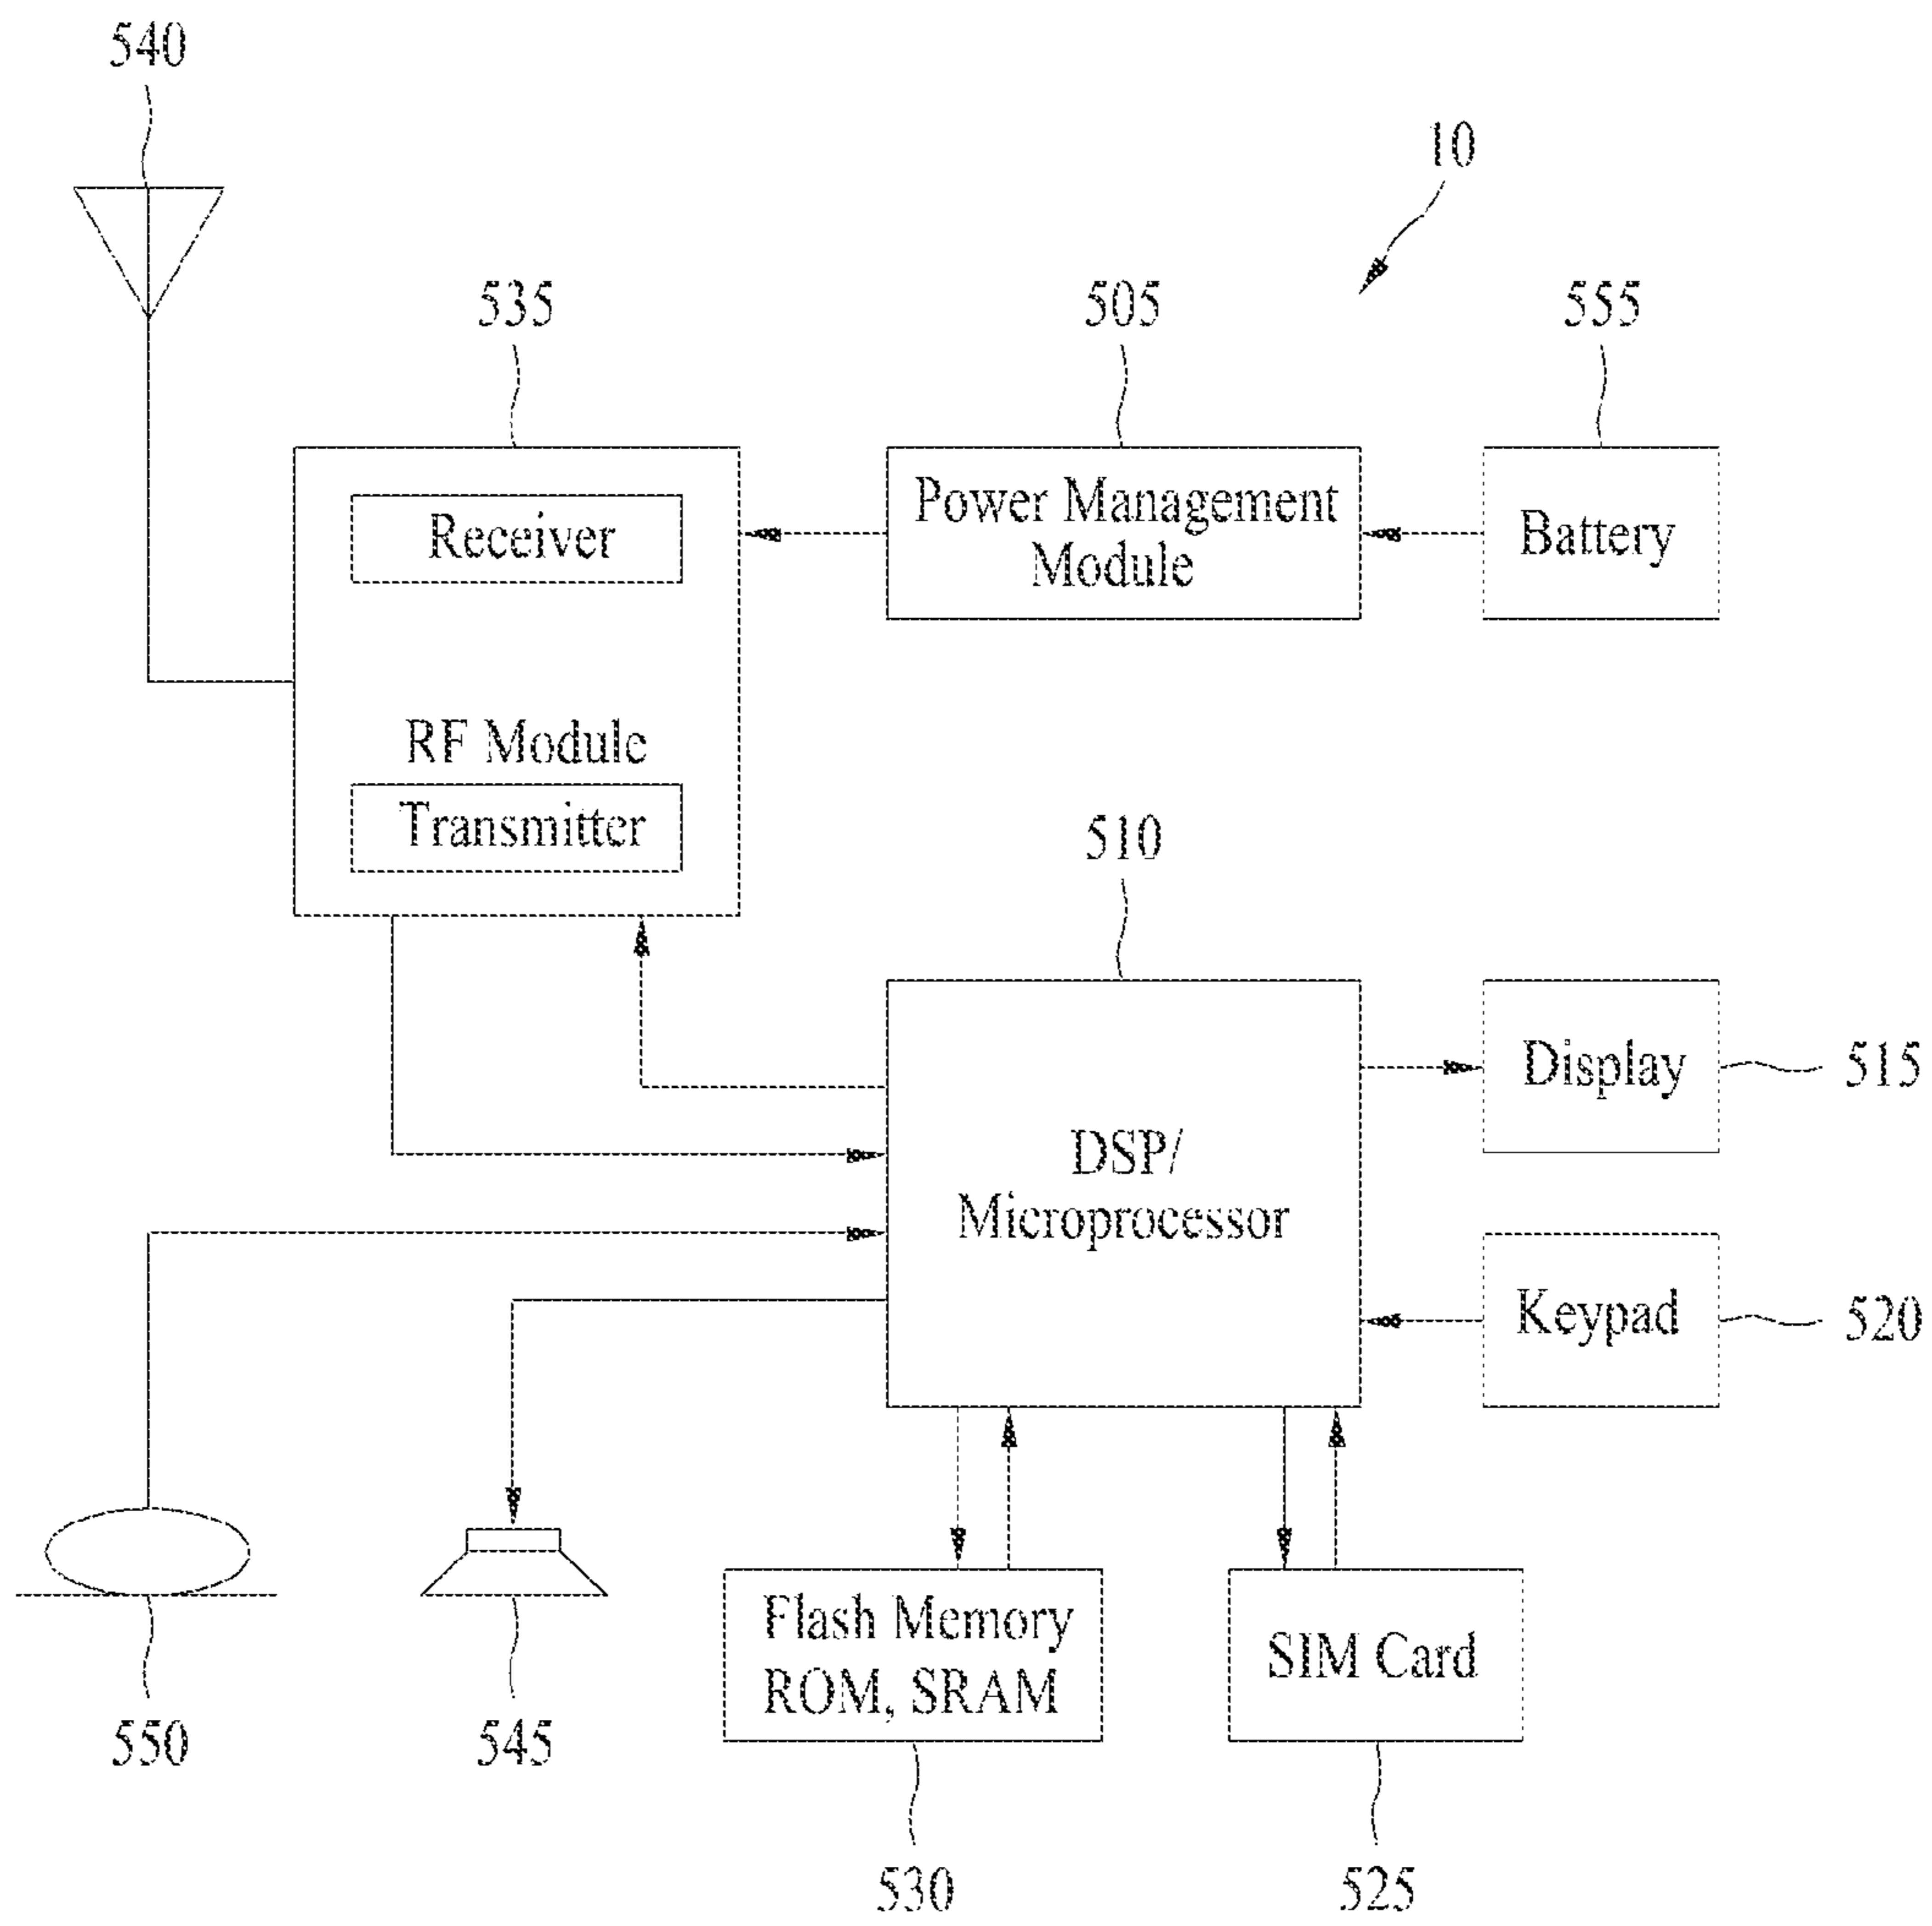 540
10
535
505
555
Receiver
Power Management
Module
Battery
RF Module
Transmitter
510
Display
515
DSP/
Microprocessor
Keypad
520
Flash Memory
ROM, SRAM
SIM Card
550
545
530
525